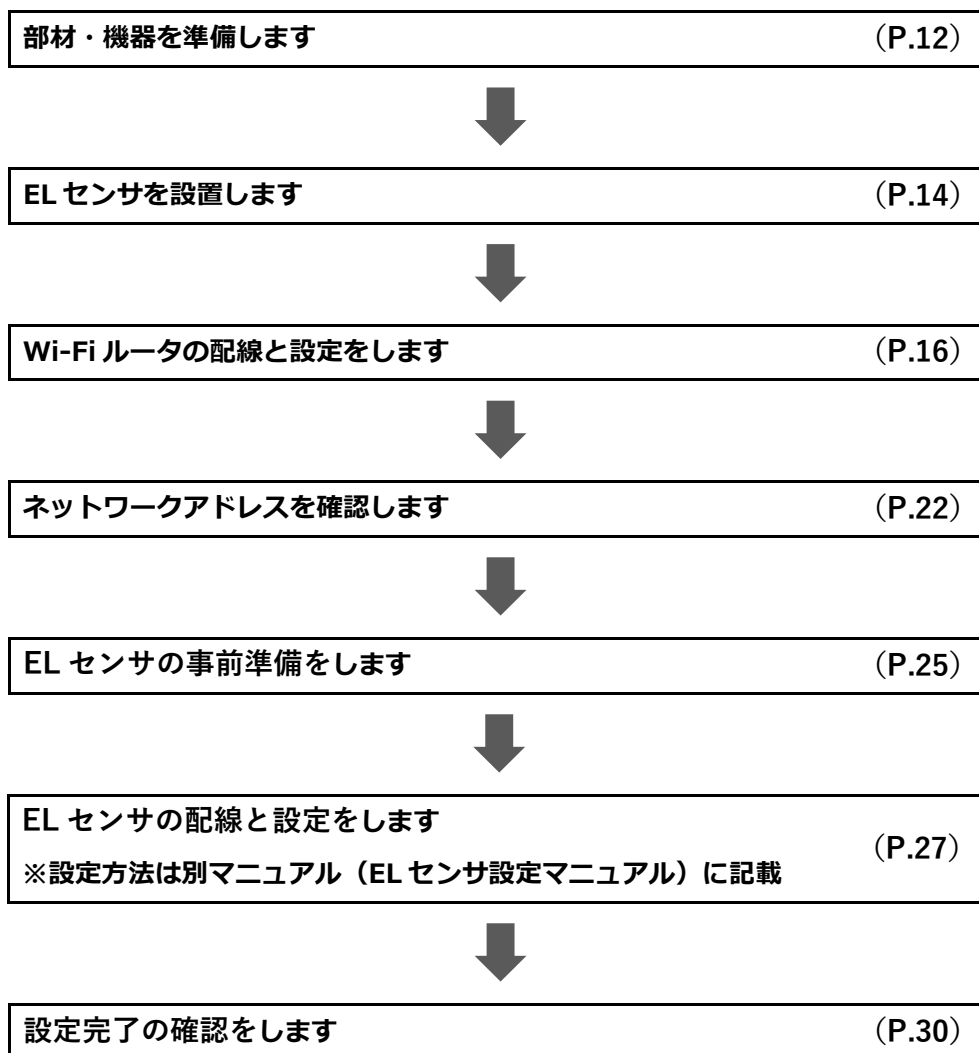 部材・機器を準備します （P.12）
EL センサを設置します （P.14）
Wi-Fi ルータの配線と設定をします （P.16）
ネットワークアドレスを確認します （P.22）
EL センサの事前準備をします （P.25）
EL センサの配線と設定をします
※設定方法は別マニュアル（EL センサ設定マニュアル）に記載 （P.27）
設定完了の確認をします （P.30）